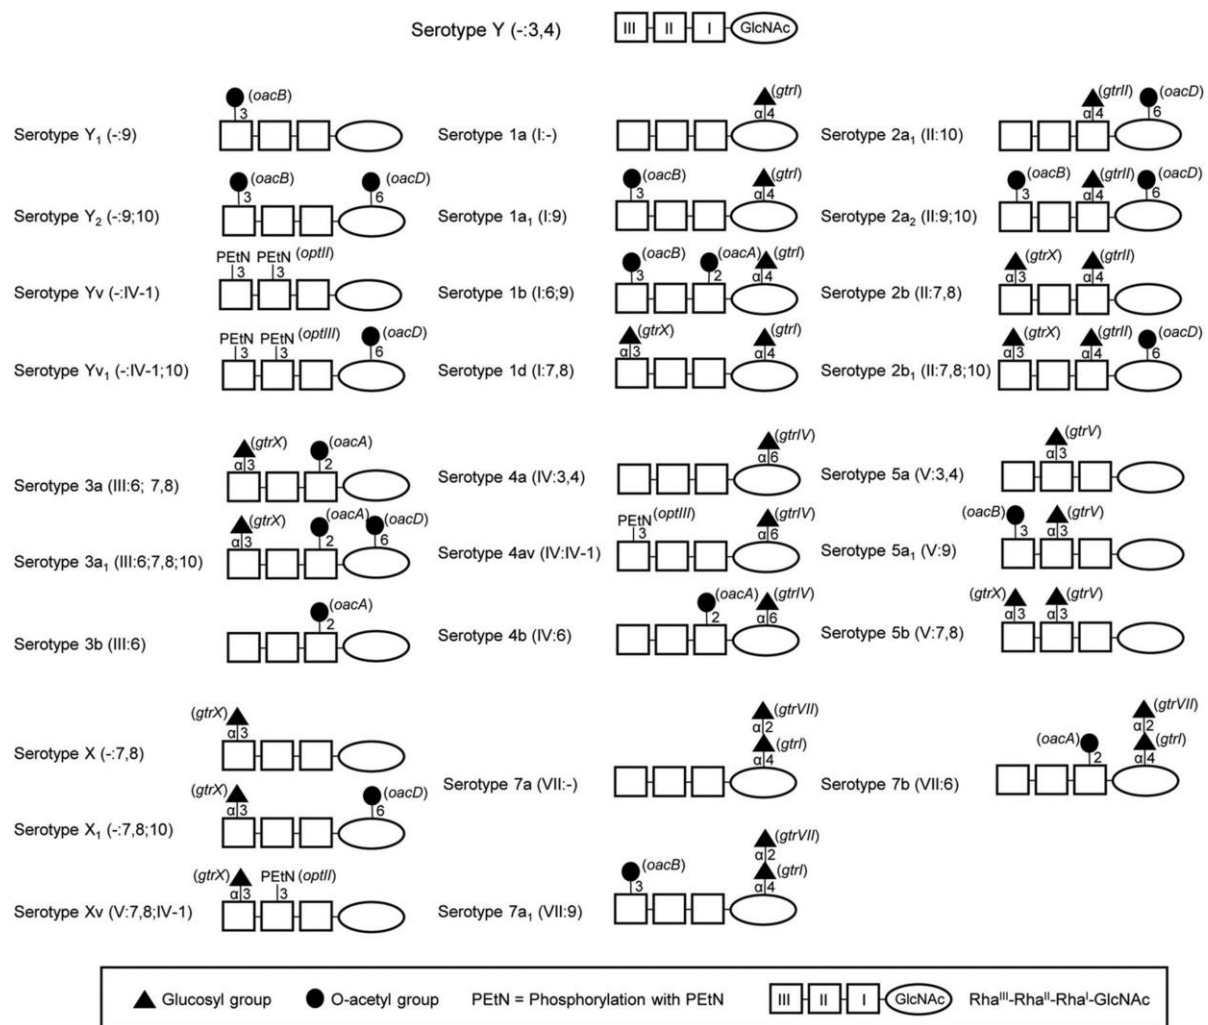 Serotype Y (-:3,4) III II I GlcNAc
(oacB) (gtrI) (gtrII) (oacD)
Serotype Y₁ (-:9) 3 Serotype 1a (I:-) α 4 Serotype 2a₁ (II:10) α 4 6
(oacB) (oacD) (oacB) (gtrI) (oacB) (gtrII) (oacD)
Serotype Y₂ (-:9;10) 3 6 Serotype 1a₁ (I:9) 3 α 4 Serotype 2a₂ (II:9;10) 3 α 4 6
PEtN PEtN (optII) (oacB) (oacA) (gtrI) (gtrX) (gtrII)
Serotype Yv (-:IV-1) 3 3 Serotype 1b (I:6;9) 3 2 α 4 Serotype 2b (II:7,8) α 3 α 4
PEtN PEtN (optIII) (oacD) (gtrX) (gtrI) (gtrX) (gtrII) (oacD)
Serotype Yv₁ (-:IV-1;10) 3 3 6 Serotype 1d (I:7,8) α 3 α 4 Serotype 2b₁ (II:7,8;10) α 3 α 4 6
(gtrX) (oacA) (gtrIV) (gtrV)
Serotype 3a (III:6; 7,8) α 3 2 Serotype 4a (IV:3,4) α 6 Serotype 5a (V:3,4) α 3
(gtrX) (oacA) (oacD) PEtN (optIII) (gtrIV) (oacB) (gtrV)
Serotype 3a₁ (III:6;7,8;10) α 3 2 6 Serotype 4av (IV:IV-1) 3 α 6 Serotype 5a₁ (V:9) 3 α 3
(oacA) (oacA) (gtrIV) (gtrX) (gtrV)
Serotype 3b (III:6) 2 Serotype 4b (IV:6) 2 α 6 Serotype 5b (V:7,8) α 3 α 3
(gtrX) (gtrVII) (gtrVII)
Serotype X (-:7,8) α 3 Serotype 7a (VII:-) α 2 (gtrI) α 4 Serotype 7b (VII:6) (oacA) 2 α 2 (gtrI) α 4
(gtrX) (oacD)
Serotype X₁ (-:7,8;10) α 3 6
(gtrX) PEtN (optII) (oacB) (gtrVII) α 2 (gtrI)
Serotype Xv (V:7,8;IV-1) α 3 3 Serotype 7a₁ (VII:9) 3 α 4
Glucosyl group O-acetyl group PEtN = Phosphorylation with PEtN III II I GlcNAc Rhaᴵᴵᴵ-Rhaᴵᴵ-Rhaᴵ-GlcNAc